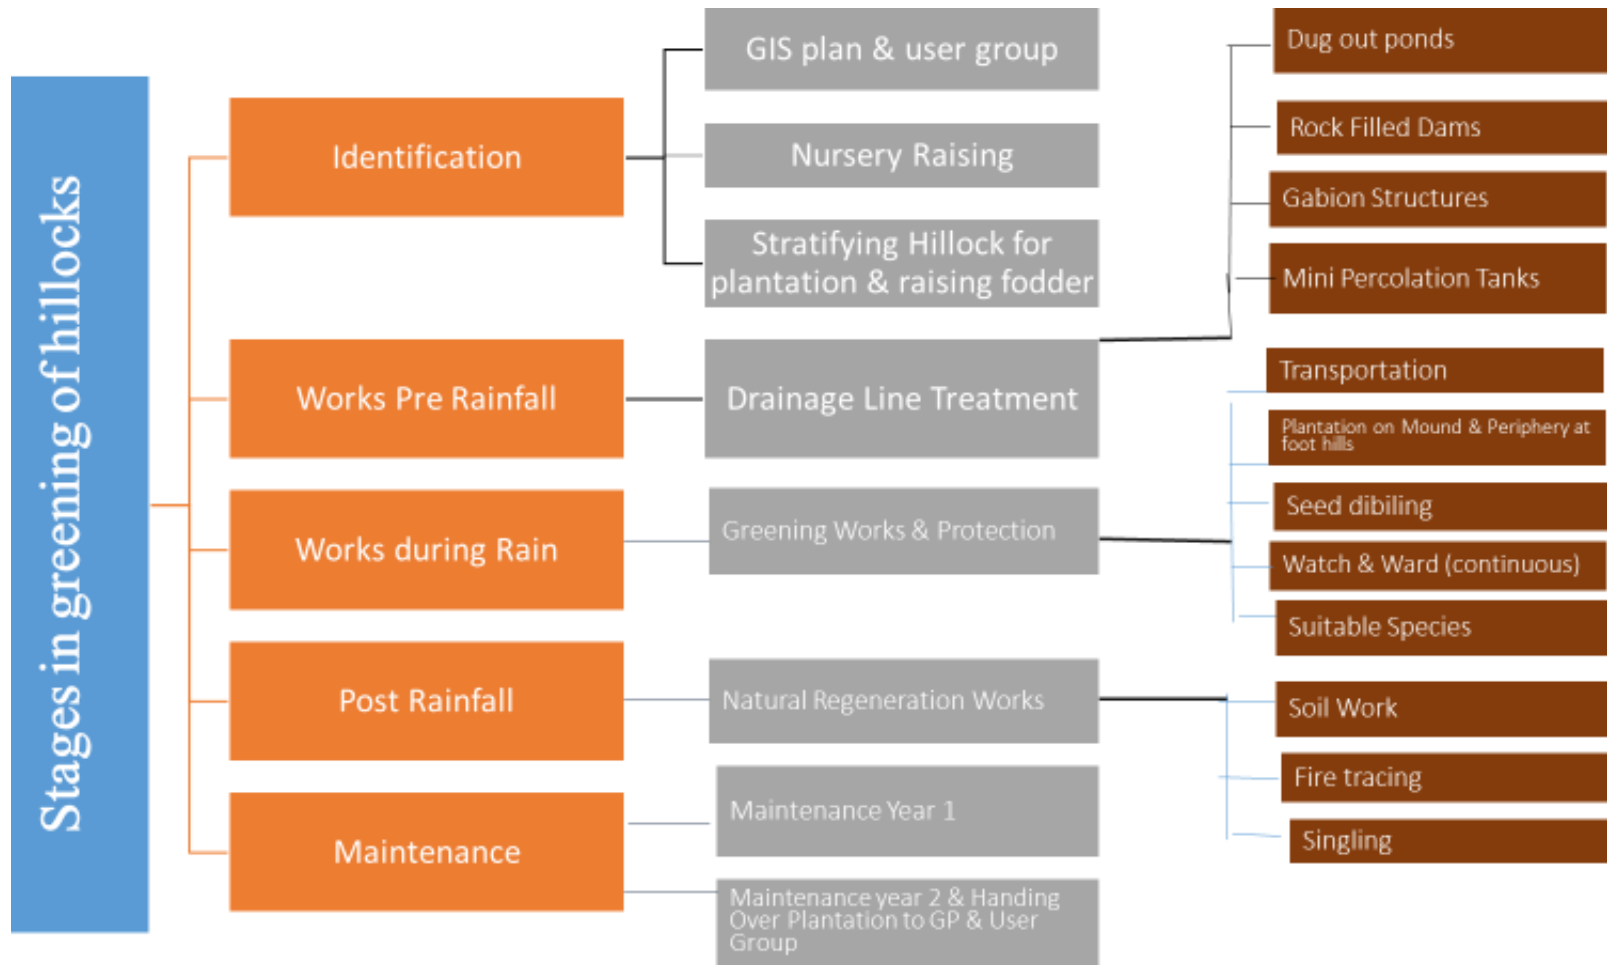 Stages in greening of hillocks
Identification
GIS plan & user group
Nursery Raising
Stratifying Hillock for
plantation & raising fodder
Works Pre Rainfall
Drainage Line Treatment
Dug out ponds
Rock Filled Dams
Gabion Structures
Mini Percolation Tanks
Works during Rain
Greening Works & Protection
Transportation
Plantation on Mound & Periphery at
foot hills
Seed dibiling
Watch & Ward (continuous)
Suitable Species
Post Rainfall
Natural Regeneration Works
Soil Work
Fire tracing
Singling
Maintenance
Maintenance Year 1
Maintenance year 2 & Handing
Over Plantation to GP & User
Group